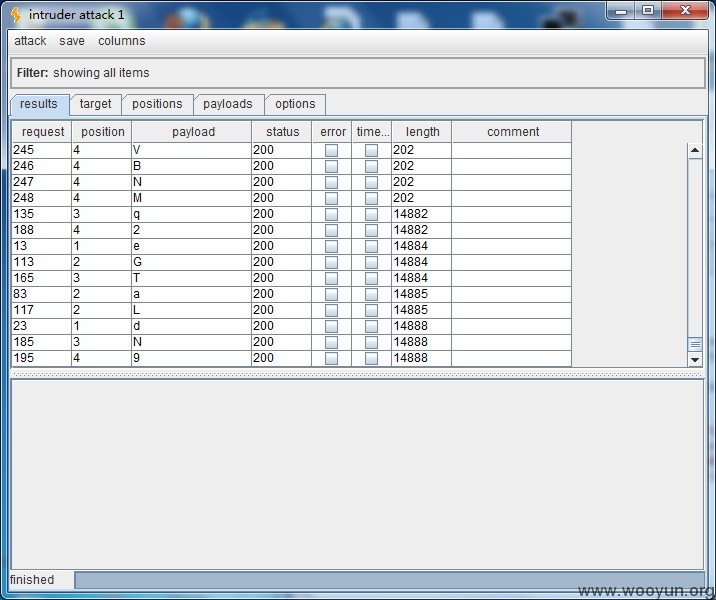 intruder attack 1
attack save columns
Filter: showing all items
results target positions payloads options
request position payload status error time... length comment
245 4 V 200 202
246 4 B 200 202
247 4 N 200 202
248 4 M 200 202
135 3 q 200 14882
188 4 2 200 14882
13 1 e 200 14884
113 2 G 200 14884
165 3 T 200 14884
83 2 a 200 14885
117 2 L 200 14885
23 1 d 200 14888
185 3 N 200 14888
195 4 9 200 14888
finished
www.wooyun.org